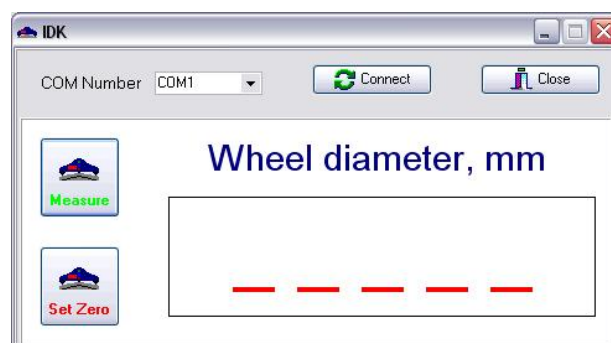 IDK
COM Number COM1 Connect Close
Wheel diameter, mm
Measure
_ _ _ _ _
Set Zero